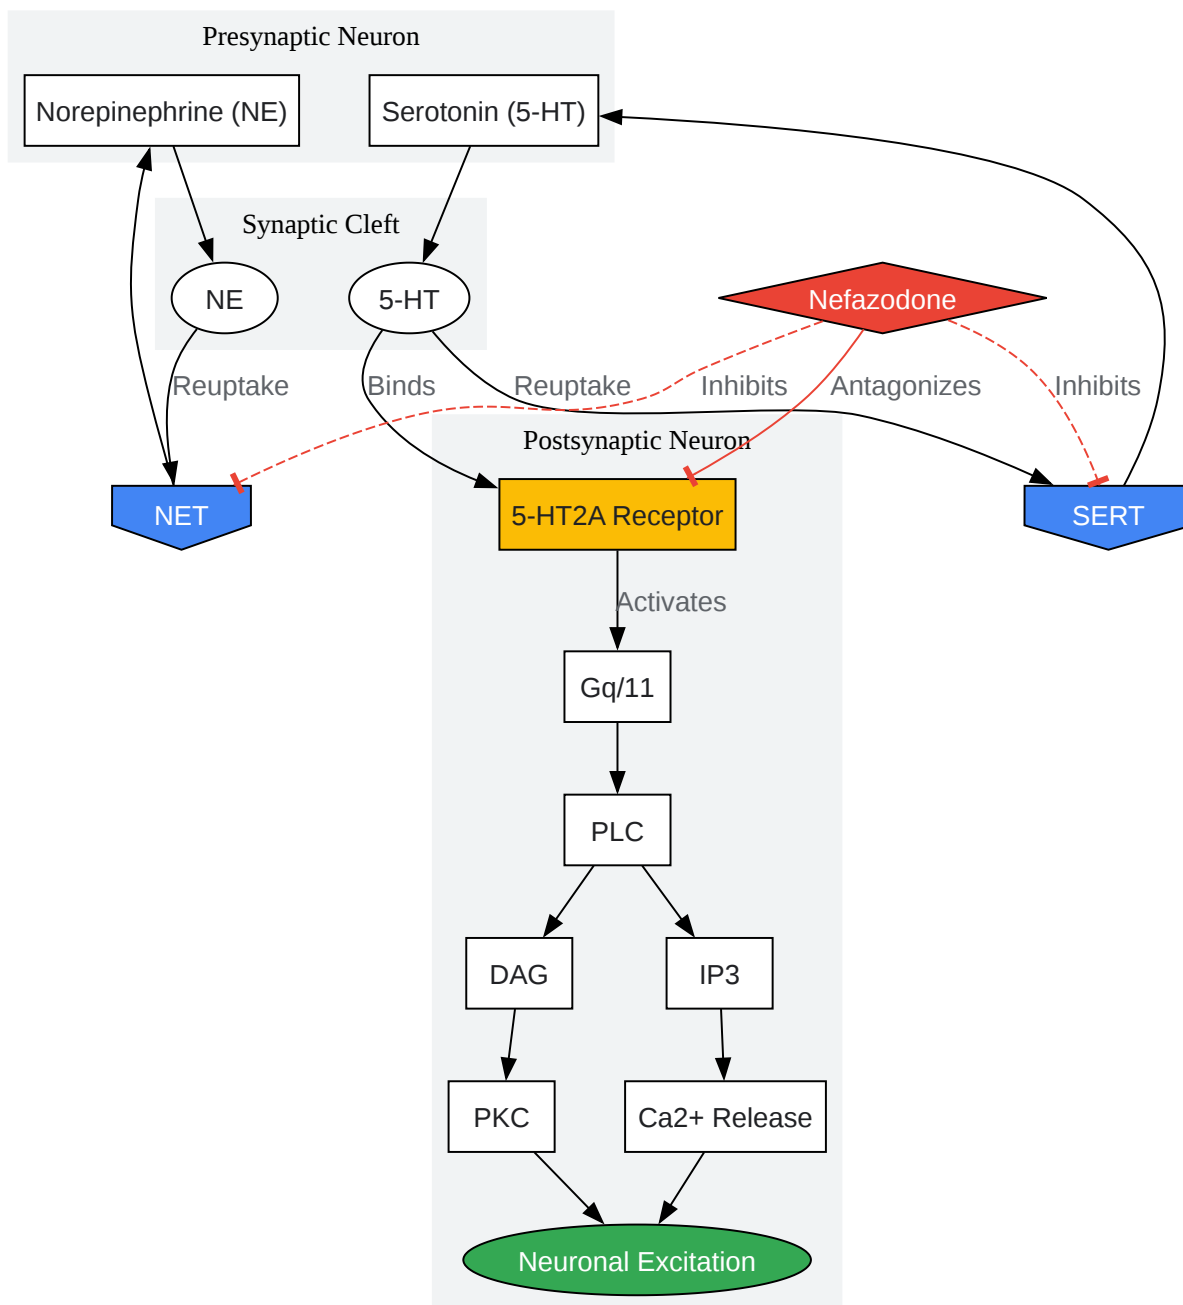 Presynaptic Neuron
Norepinephrine (NE)
Serotonin (5-HT)
Synaptic Cleft
NE
5-HT
Nefazodone
Reuptake
Binds
Reuptake
Inhibits
Antagonizes
Inhibits
Postsynaptic Neuron
NET
5-HT2A Receptor
SERT
Activates
Gq/11
PLC
DAG
IP3
PKC
Ca2+ Release
Neuronal Excitation